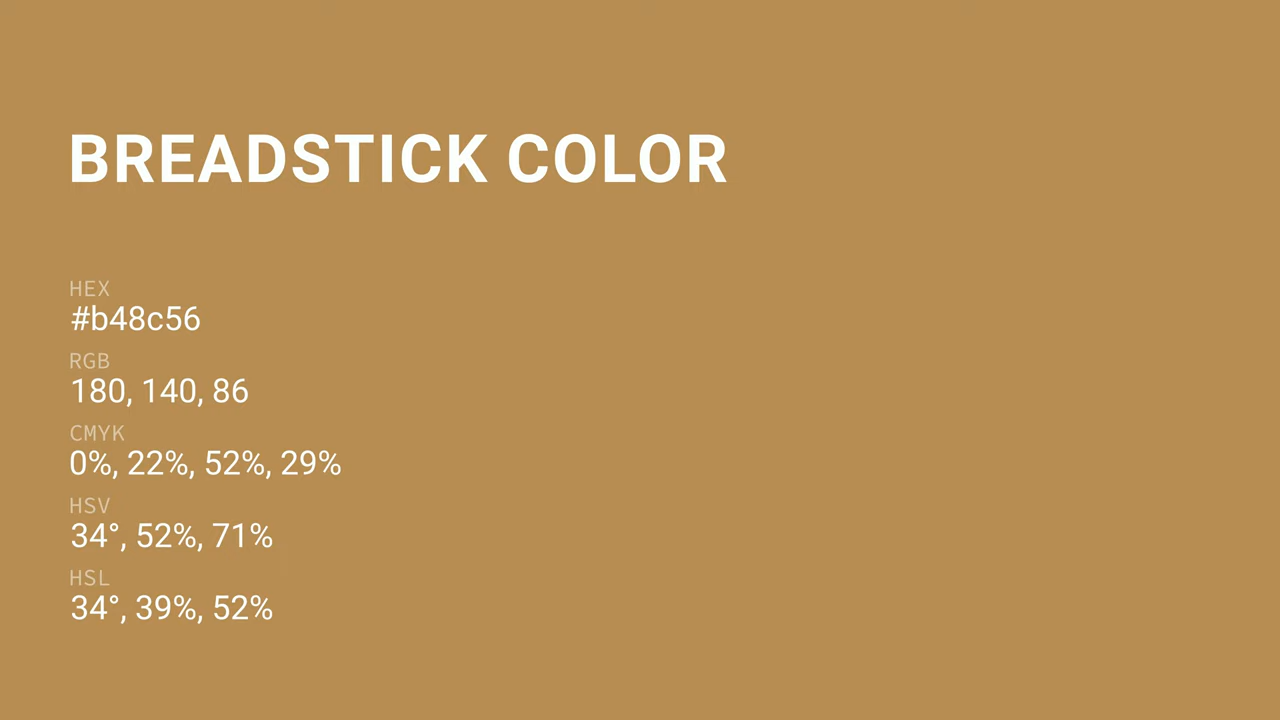 BREADSTICK COLOR
HEX
#b48c56
RGB
180, 140, 86
CMYK
0%, 22%, 52%, 29%
HSV
34°, 52%, 71%
HSL
34°, 39%, 52%